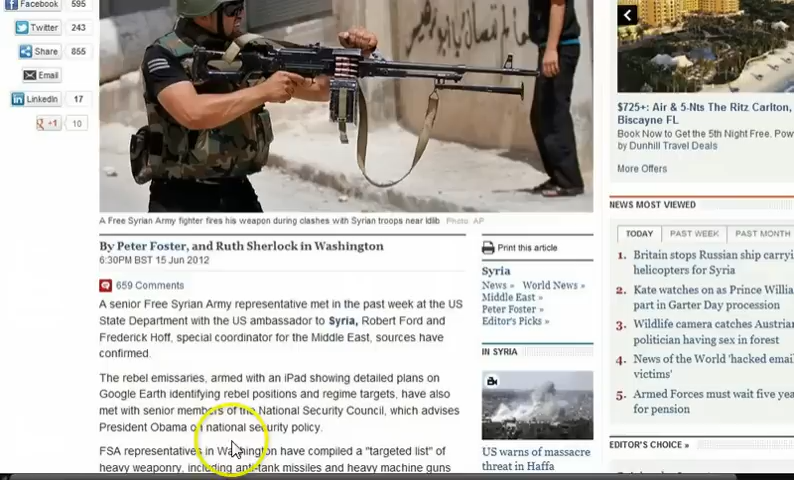 Facebook 595
Twitter 243
Share 855
Email
LinkedIn 17
+1 10
A Free Syrian Army fighter fires his weapon during clashes with Syrian troops near Idlib Photo: AP
By Peter Foster, and Ruth Sherlock in Washington
6:30PM BST 15 Jun 2012
659 Comments
A senior Free Syrian Army representative met in the past week at the US
State Department with the US ambassador to Syria, Robert Ford and
Frederick Hoff, special coordinator for the Middle East, sources have
confirmed.
The rebel emissaries, armed with an iPad showing detailed plans on
Google Earth identifying rebel positions and regime targets, have also
met with senior members of the National Security Council, which advises
President Obama on national security policy.
FSA representatives in Washington have compiled a "targeted list" of
heavy weaponry, including anti-tank missiles and heavy machine guns
Print this article
Syria
News » World News »
Middle East »
Peter Foster »
Editor's Picks »
IN SYRIA
US warns of massacre
threat in Haffa
$725+: Air & 5-Nts The Ritz Carlton,
Biscayne FL
Book Now to Get the 5th Night Free. Pow
by Dunhill Travel Deals
More Offers
NEWS MOST VIEWED
TODAY PAST WEEK PAST MONTH
1. Britain stops Russian ship carryi
helicopters for Syria
2. Kate watches on as Prince Willia
part in Garter Day procession
3. Wildlife camera catches Austria
politician having sex in forest
4. News of the World 'hacked email
victims'
5. Armed Forces must wait five yea
for pension
EDITOR'S CHOICE »